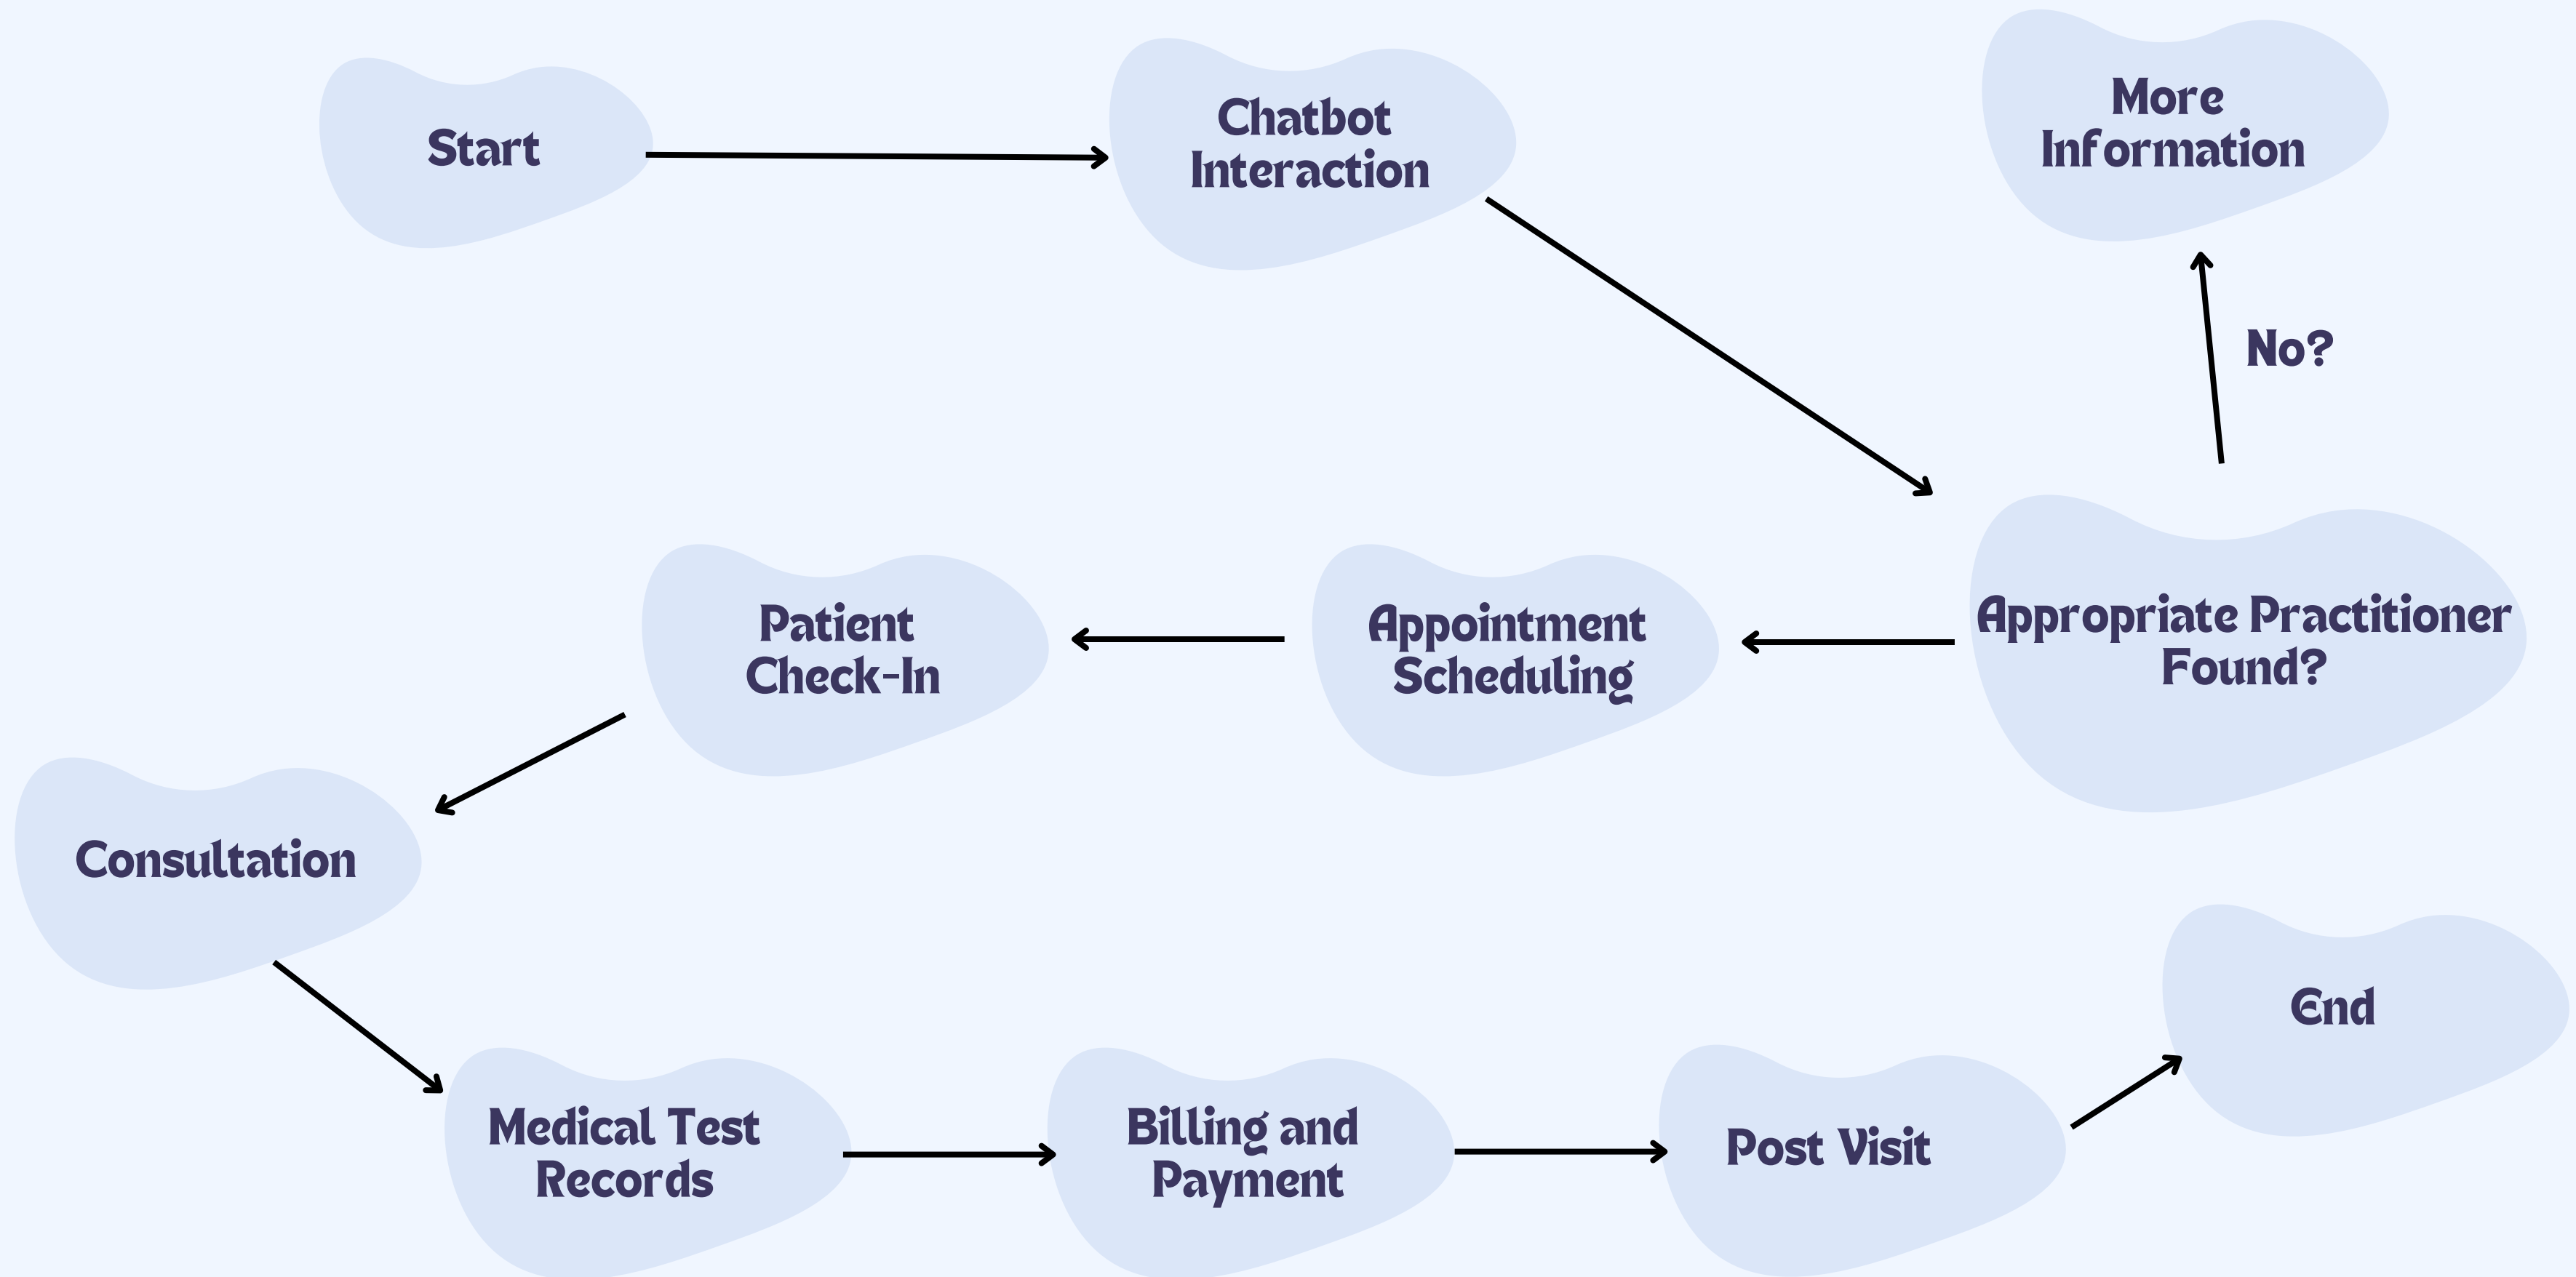 Start
Chatbot
Interaction
More
Information
No?
Appropriate Practitioner
Found?
Appointment
Scheduling
Patient
Check-In
Consultation
Medical Test
Records
Billing and
Payment
Post Visit
End